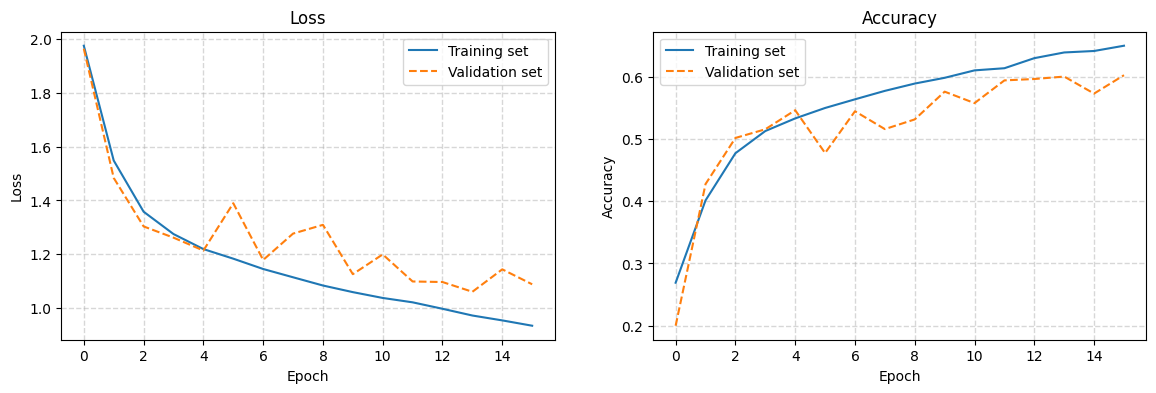 Loss
Training set
Validation set
2.0
1.8
1.6
1.4
1.2
1.0
Loss
0 2 4 6 8 10 12 14
Epoch
Accuracy
Training set
Validation set
0.6
0.5
0.4
0.3
0.2
Accuracy
0 2 4 6 8 10 12 14
Epoch